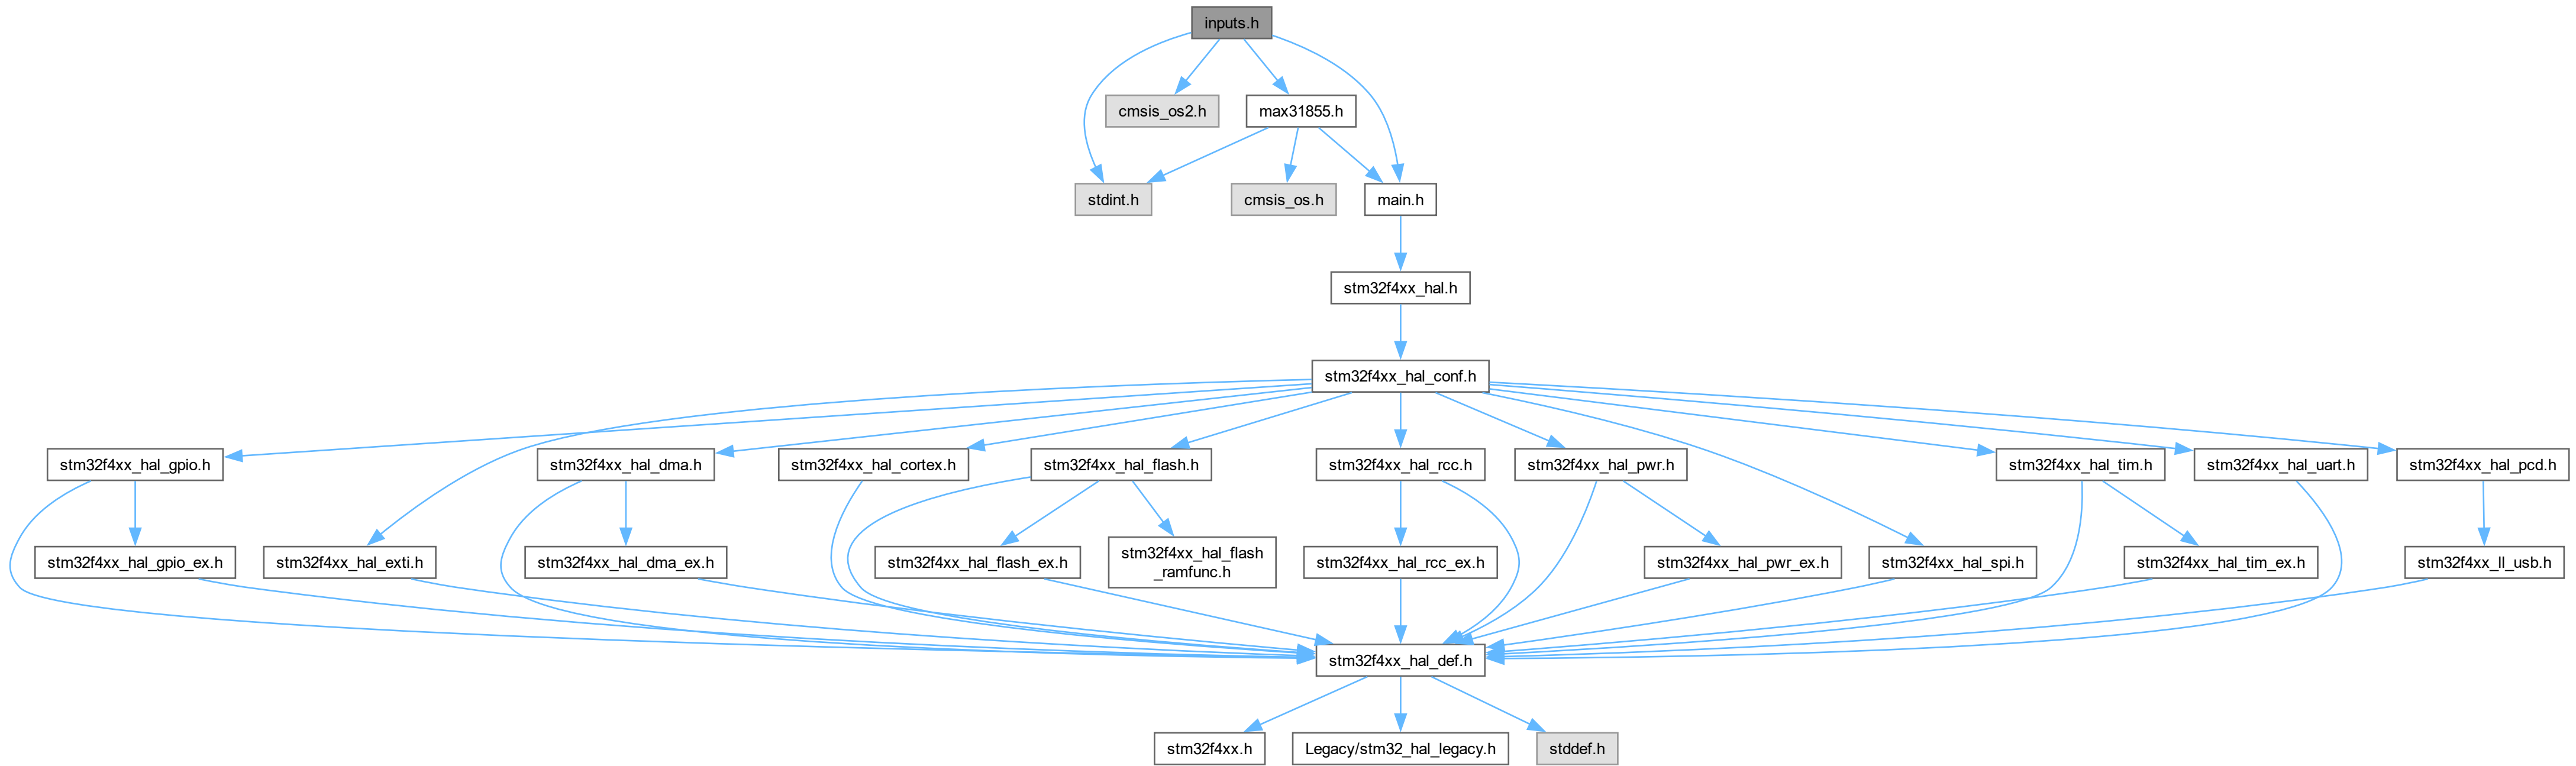 inputs.h
cmsis_os2.h
max31855.h
stdint.h
cmsis_os.h
main.h
stm32f4xx_hal.h
stm32f4xx_hal_conf.h
stm32f4xx_hal_gpio.h
stm32f4xx_hal_dma.h
stm32f4xx_hal_cortex.h
stm32f4xx_hal_flash.h
stm32f4xx_hal_rcc.h
stm32f4xx_hal_pwr.h
stm32f4xx_hal_tim.h
stm32f4xx_hal_uart.h
stm32f4xx_hal_pcd.h
stm32f4xx_hal_gpio_ex.h
stm32f4xx_hal_exti.h
stm32f4xx_hal_dma_ex.h
stm32f4xx_hal_flash_ex.h
stm32f4xx_hal_flash
_ramfunc.h
stm32f4xx_hal_rcc_ex.h
stm32f4xx_hal_pwr_ex.h
stm32f4xx_hal_spi.h
stm32f4xx_hal_tim_ex.h
stm32f4xx_ll_usb.h
stm32f4xx_hal_def.h
stm32f4xx.h
Legacy/stm32_hal_legacy.h
stddef.h